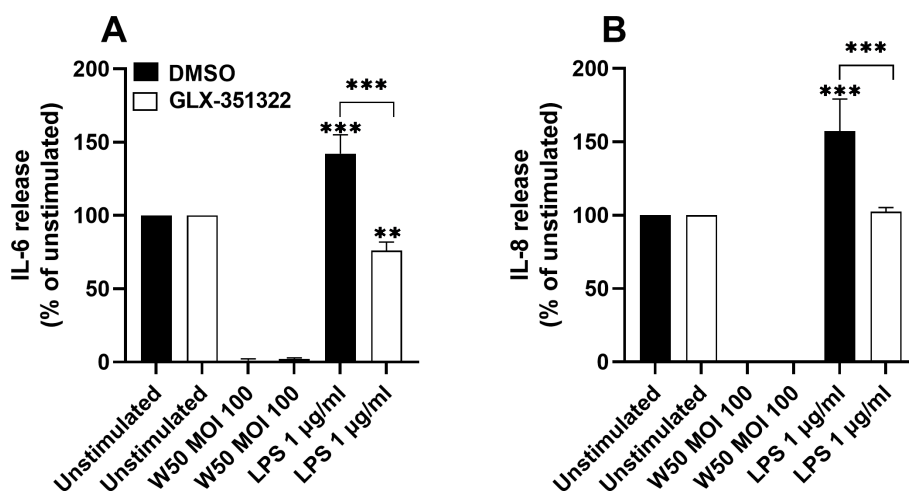 A
DMSO
GLX-351322
IL-6 release
(% of unstimulated)
200
150
100
50
0
***
***
**
Unstimulated
Unstimulated
W50 MOI 100
W50 MOI 100
LPS 1 µg/ml
LPS 1 µg/ml
B
IL-8 release
(% of unstimulated)
200
150
100
50
0
***
***
Unstimulated
Unstimulated
W50 MOI 100
W50 MOI 100
LPS 1 µg/ml
LPS 1 µg/ml